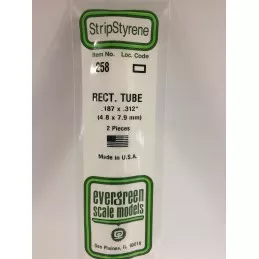 StripStyrene
Item No. Loc. Code
258
RECT. TUBE
.187 x .312"
(4.8 x 7.9 mm)
2 Pieces
Made in U.S.A.
evergreen
scale models
Des Plaines, IL 60018